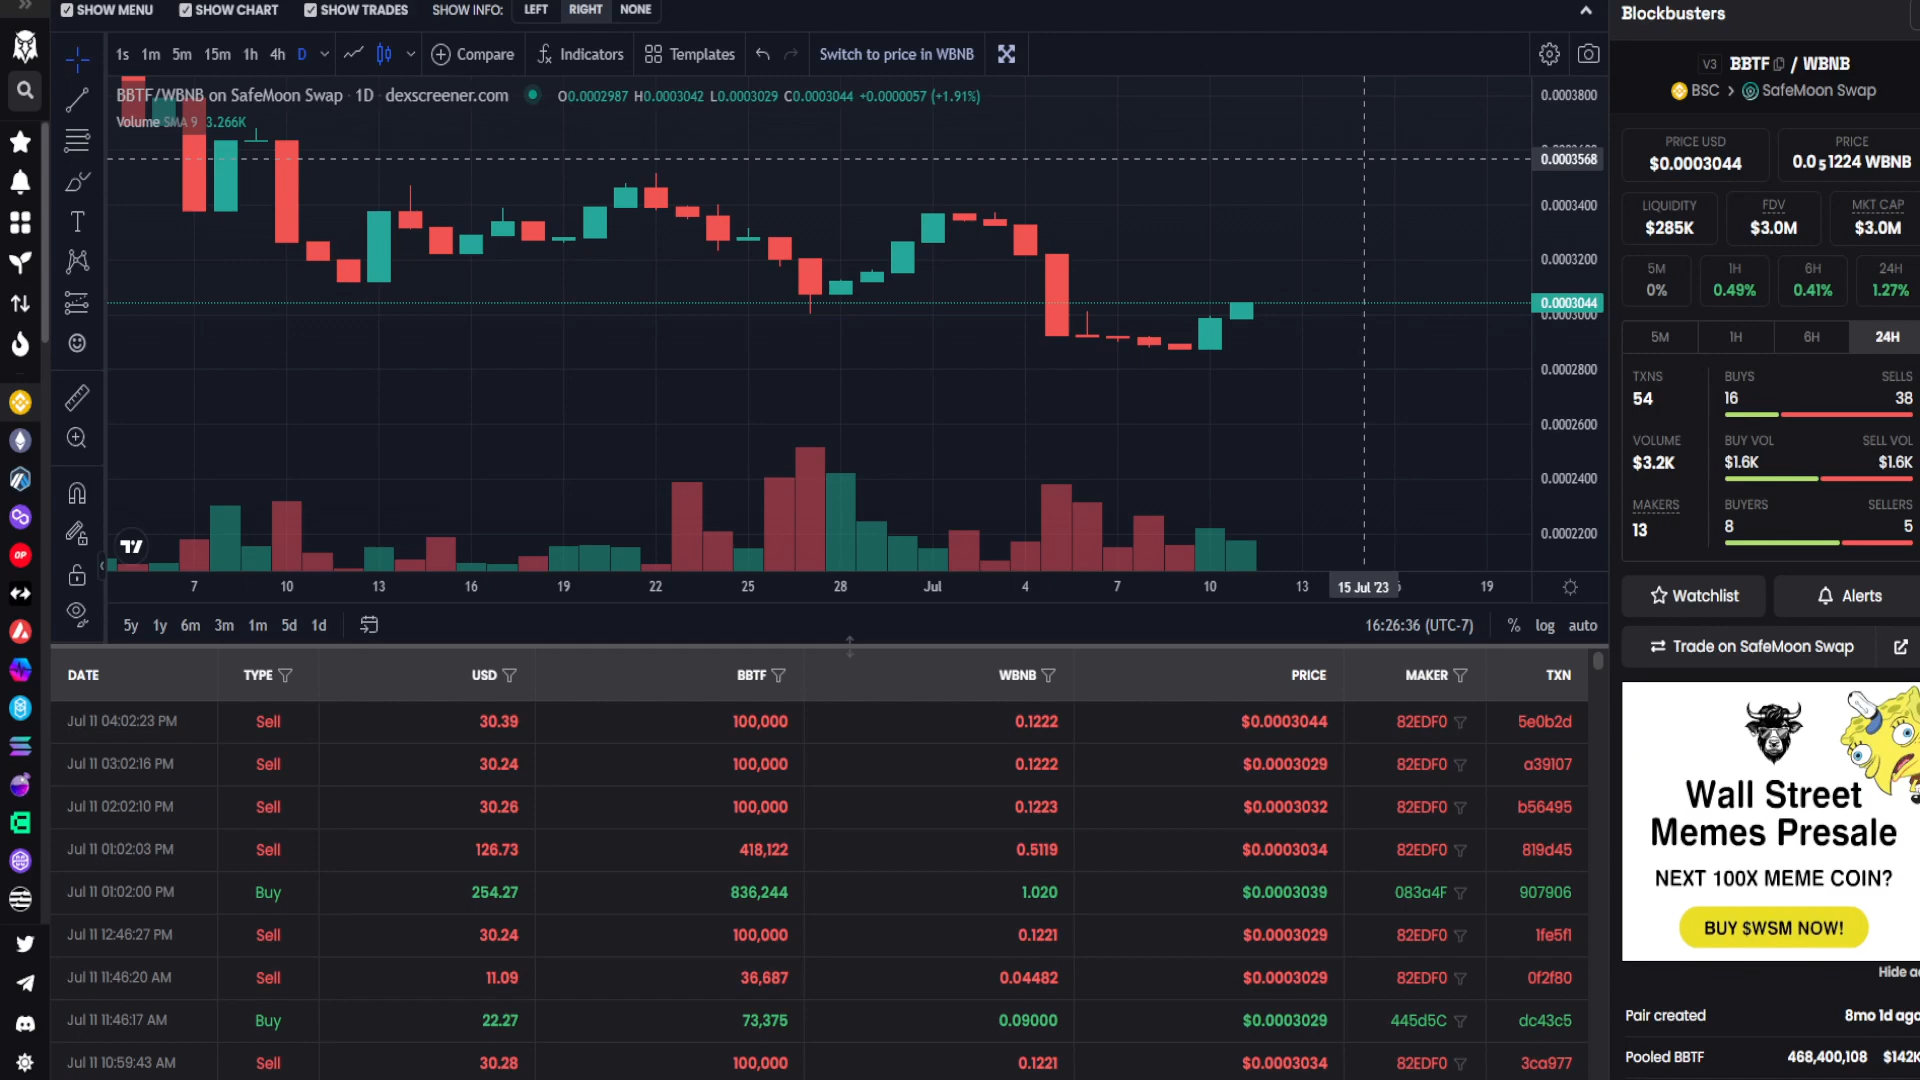 SHOW MENU SHOW CHART SHOW TRADES SHOW INFO: LEFT RIGHT NONE
Blockbusters
1s 1m 5m 15m 1h 4h D Compare Indicators Templates Switch to price in WBNB
V3 BBTF / WBNB
BSC > SafeMoon Swap
BBTF/WBNB on SafeMoon Swap · 1D · dexscreener.com O0.0002987 H0.0003042 L0.0003029 C0.0003044 +0.0000057 (+1.91%)
Volume SMA 9 3.266K
0.0003800
0.0003568
0.0003400
0.0003200
0.0003044
0.0003000
0.0002800
0.0002600
0.0002400
0.0002200
7 10 13 16 19 22 25 28 Jul 4 7 10 13 15 Jul '23 19
5y 1y 6m 3m 1m 5d 1d 16:26:36 (UTC-7) % log auto
PRICE USD PRICE
$0.0003044 0.0₅1224 WBNB
LIQUIDITY FDV MKT CAP
$285K $3.0M $3.0M
5M 1H 6H 24H
0% 0.49% 0.41% 1.27%
5M 1H 6H 24H
TXNS BUYS SELLS
54 16 38
VOLUME BUY VOL SELL VOL
$3.2K $1.6K $1.6K
MAKERS BUYERS SELLERS
13 8 5
Watchlist Alerts
Trade on SafeMoon Swap
DATE TYPE USD BBTF WBNB PRICE MAKER TXN
Jul 11 04:02:23 PM Sell 30.39 100,000 0.1222 $0.0003044 82EDF0 5e0b2d
Jul 11 03:02:16 PM Sell 30.24 100,000 0.1222 $0.0003029 82EDF0 a39107
Jul 11 02:02:10 PM Sell 30.26 100,000 0.1223 $0.0003032 82EDF0 b56495
Jul 11 01:02:03 PM Sell 126.73 418,122 0.5119 $0.0003034 82EDF0 819d45
Jul 11 01:02:00 PM Buy 254.27 836,244 1.020 $0.0003039 083a4F 907906
Jul 11 12:46:27 PM Sell 30.24 100,000 0.1221 $0.0003029 82EDF0 1fe5f1
Jul 11 11:46:20 AM Sell 11.09 36,687 0.04482 $0.0003029 82EDF0 0f2f80
Jul 11 11:46:17 AM Buy 22.27 73,375 0.09000 $0.0003029 445d5C dc43c5
Jul 11 10:59:43 AM Sell 30.28 100,000 0.1221 $0.0003034 82EDF0 3ca977
Wall Street
Memes Presale
NEXT 100X MEME COIN?
BUY $WSM NOW!
Hide
Pair created 8mo 1d ago
Pooled BBTF 468,400,108 $142K
OP